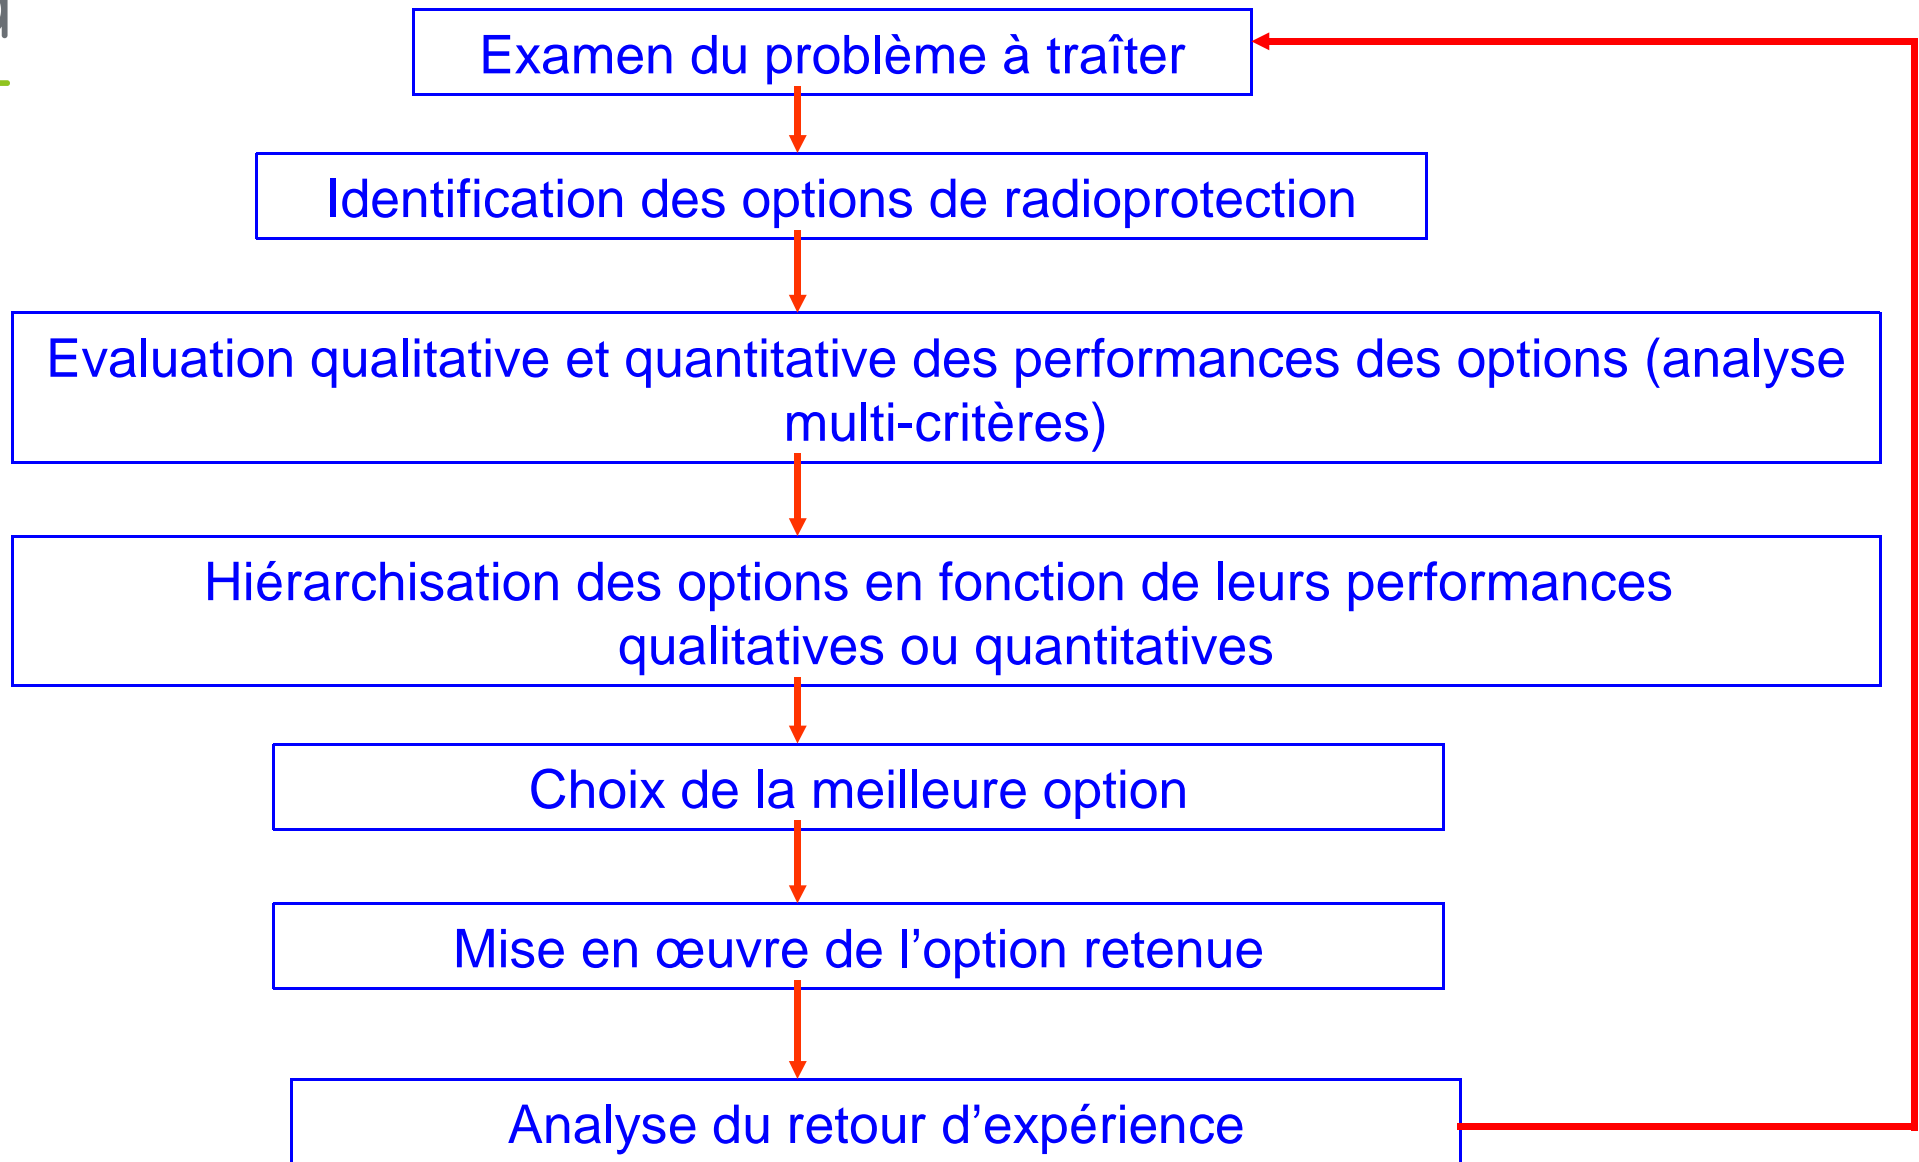 Examen du problème à traîter
Identification des options de radioprotection
Evaluation qualitative et quantitative des performances des options (analyse
multi-critères)
Hiérarchisation des options en fonction de leurs performances
qualitatives ou quantitatives
Choix de la meilleure option
Mise en œuvre de l’option retenue
Analyse du retour d’expérience